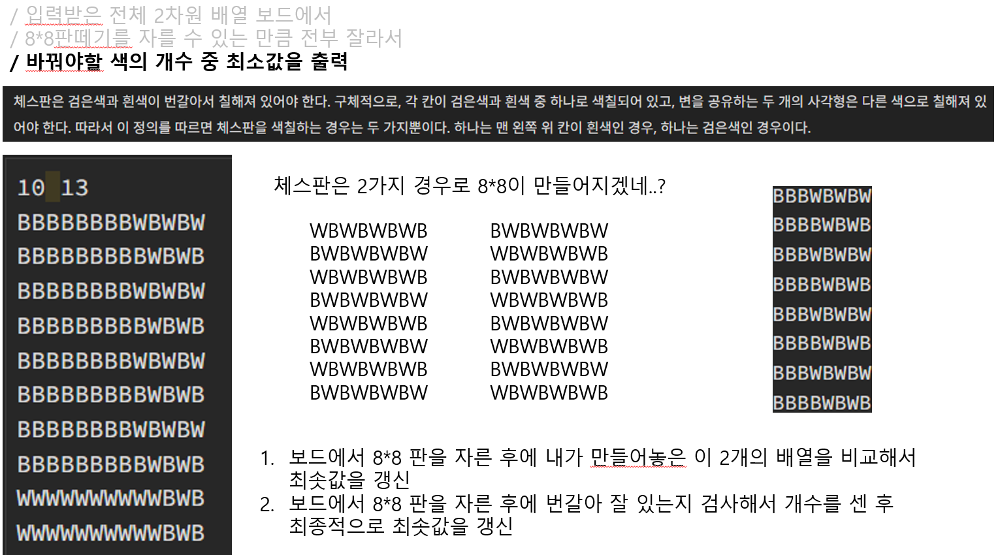 / 입력받은 전체 2차원 배열 보드에서
/ 8*8판떼기를 자를 수 있는 만큼 전부 잘라서
/ 바꿔야할 색의 개수 중 최소값을 출력
체스판은 검은색과 흰색이 번갈아서 칠해져 있어야 한다. 구체적으로, 각 칸이 검은색과 흰색 중 하나로 색칠되어 있고, 변을 공유하는 두 개의 사각형은 다른 색으로 칠해져 있
어야 한다. 따라서 이 정의를 따르면 체스판을 색칠하는 경우는 두 가지뿐이다. 하나는 맨 왼쪽 위 칸이 흰색인 경우, 하나는 검은색인 경우이다.
10 13
BBBBBBBBWBWBW
BBBBBBBBBWBWB
BBBBBBBBWBWBW
BBBBBBBBBWBWB
BBBBBBBBWBWBW
BBBBBBBBBWBWB
BBBBBBBBWBWBW
BBBBBBBBBWBWB
WWWWWWWWWWBWB
WWWWWWWWWWBWB
체스판은 2가지 경우로 8*8이 만들어지겠네..?
WBWBWBWB
BWBWBWBW
WBWBWBWB
BWBWBWBW
WBWBWBWB
BWBWBWBW
WBWBWBWB
BWBWBWBW
BWBWBWBW
WBWBWBWB
BWBWBWBW
WBWBWBWB
BWBWBWBW
WBWBWBWB
BWBWBWBW
WBWBWBWB
BBBWBWBW
BBBBWBWB
BBBWBWBW
BBBBWBWB
BBBWBWBW
BBBBWBWB
BBBWBWBW
BBBBWBWB
1. 보드에서 8*8 판을 자른 후에 내가 만들어놓은 이 2개의 배열을 비교해서
최솟값을 갱신
2. 보드에서 8*8 판을 자른 후에 번갈아 잘 있는지 검사해서 개수를 센 후
최종적으로 최솟값을 갱신